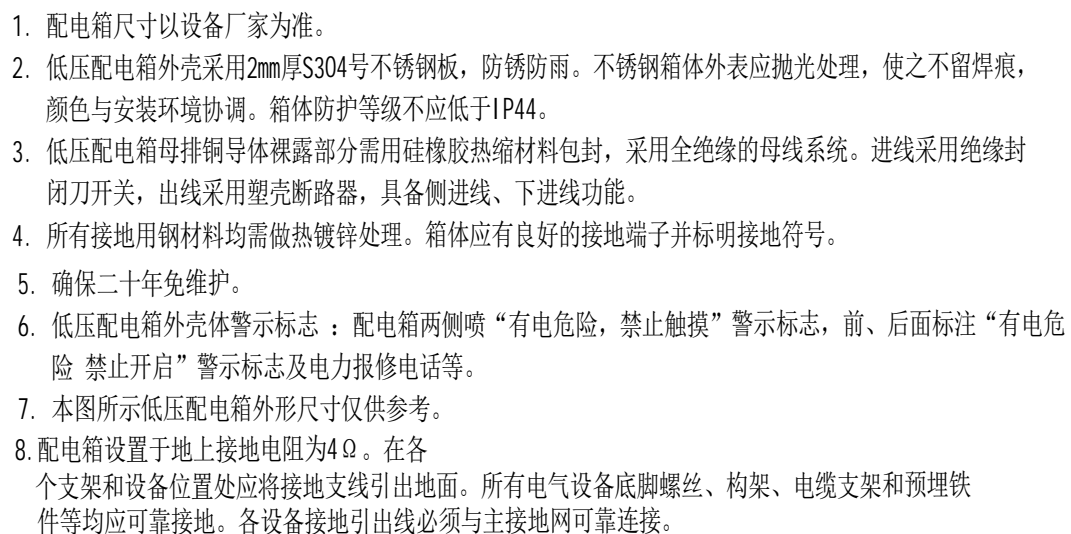 1. 配电箱尺寸以设备厂家为准。
2. 低压配电箱外壳采用2mm厚S304号不锈钢板，防锈防雨。不锈钢箱体外表应抛光处理，使之不留焊痕，
颜色与安装环境协调。箱体防护等级不应低于IP44。
3. 低压配电箱母排铜导体裸露部分需用硅橡胶热缩材料包封，采用全绝缘的母线系统。进线采用绝缘封
闭刀开关，出线采用塑壳断路器，具备侧进线、下进线功能。
4. 所有接地用钢材料均需做热镀锌处理。箱体应有良好的接地端子并标明接地符号。
5. 确保二十年免维护。
6. 低压配电箱外壳体警示标志 ：配电箱两侧喷“有电危险，禁止触摸”警示标志，前、后面标注“有电危
险 禁止开启”警示标志及电力报修电话等。
7. 本图所示低压配电箱外形尺寸仅供参考。
8. 配电箱设置于地上接地电阻为4Ω。在各
个支架和设备位置处应将接地支线引出地面。所有电气设备底脚螺丝、构架、电缆支架和预埋铁
件等均应可靠接地。各设备接地引出线必须与主接地网可靠连接。